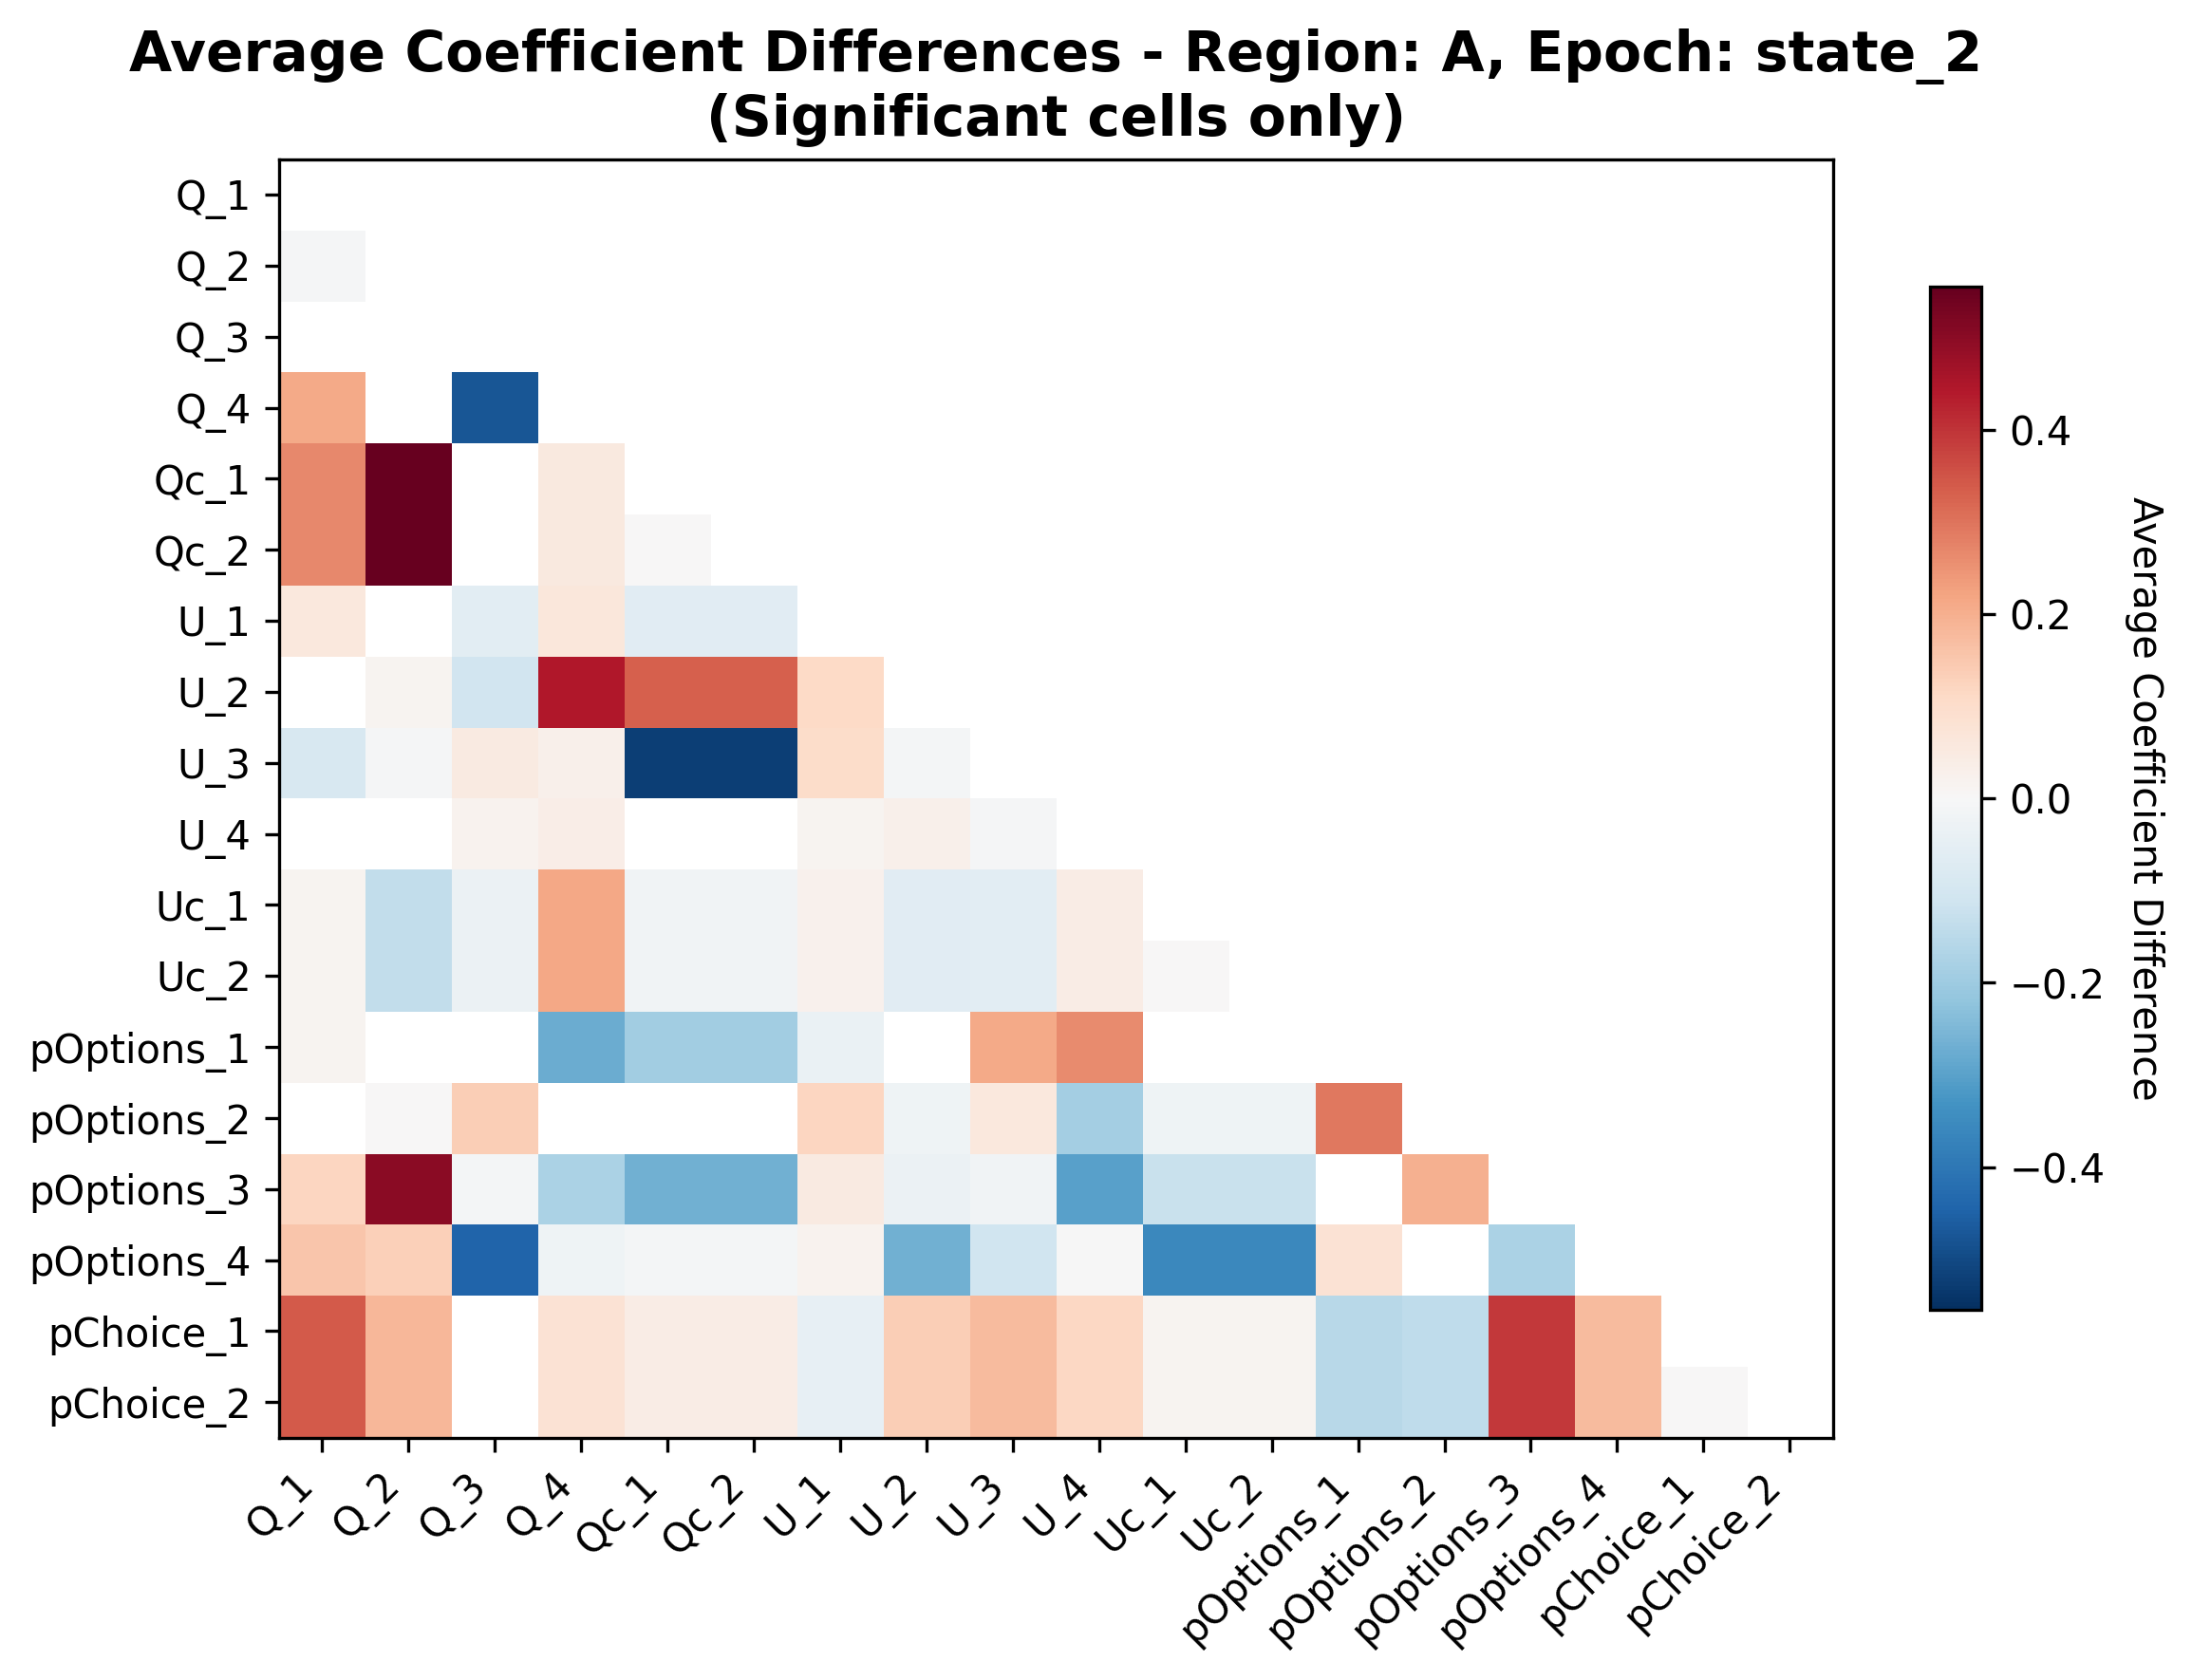 Average Coefficient Differences - Region: A, Epoch: state_2
(Significant cells only)
Q_1
Q_2
Q_3
Q_4
Qc_1
Qc_2
U_1
U_2
U_3
U_4
Uc_1
Uc_2
pOptions_1
pOptions_2
pOptions_3
pOptions_4
pChoice_1
pChoice_2
Q_1
Q_2
Q_3
Q_4
Qc_1
Qc_2
U_1
U_2
U_3
U_4
Uc_1
Uc_2
pOptions_1
pOptions_2
pOptions_3
pOptions_4
pChoice_1
pChoice_2
0.4
0.2
0.0
−0.2
−0.4
Average Coefficient Difference